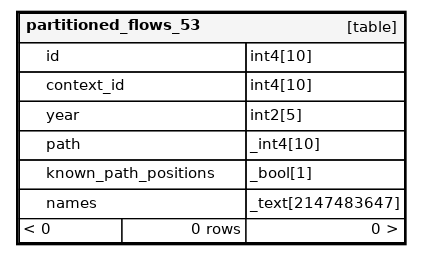 partitioned_flows_53 [table]
id int4[10]
context_id int4[10]
year int2[5]
path _int4[10]
known_path_positions _bool[1]
names _text[2147483647]
< 0 0 rows 0 >